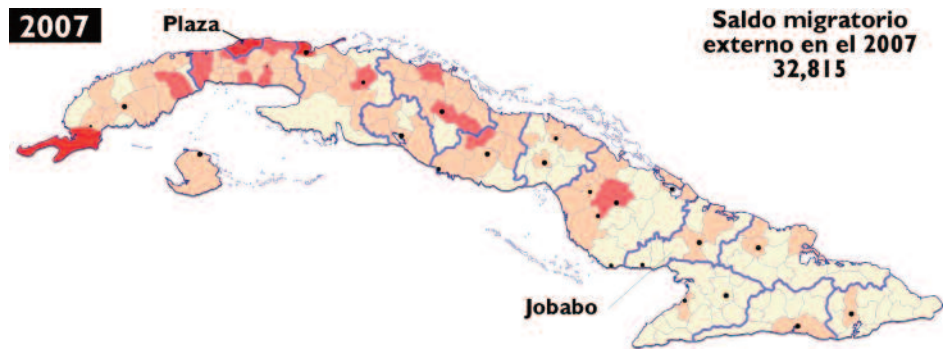 2007
Plaza
Saldo migratorio
externo en el 2007
32,815
Jobabo